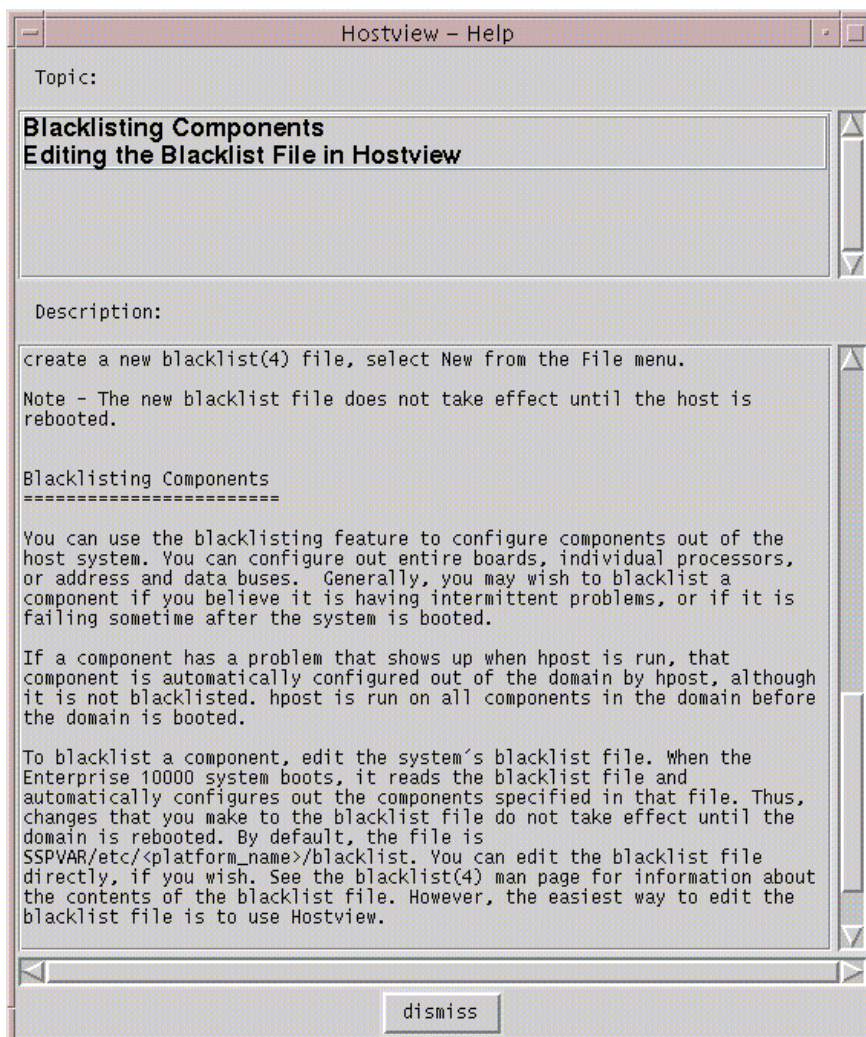 Hostview – Help
Topic:
Blacklisting Components
Editing the Blacklist File in Hostview
Description:
create a new blacklist(4) file, select New from the File menu.
Note - The new blacklist file does not take effect until the host is
rebooted.
Blacklisting Components
========================
You can use the blacklisting feature to configure components out of the
host system. You can configure out entire boards, individual processors,
or address and data buses.  Generally, you may wish to blacklist a
component if you believe it is having intermittent problems, or if it is
failing sometime after the system is booted.
If a component has a problem that shows up when hpost is run, that
component is automatically configured out of the domain by hpost, although
it is not blacklisted. hpost is run on all components in the domain before
the domain is booted.
To blacklist a component, edit the system´s blacklist file. When the
Enterprise 10000 system boots, it reads the blacklist file and
automatically configures out the components specified in that file. Thus,
changes that you make to the blacklist file do not take effect until the
domain is rebooted. By default, the file is
SSPVAR/etc/<platform_name>/blacklist. You can edit the blacklist file
directly, if you wish. See the blacklist(4) man page for information about
the contents of the blacklist file. However, the easiest way to edit the
blacklist file is to use Hostview.
dismiss